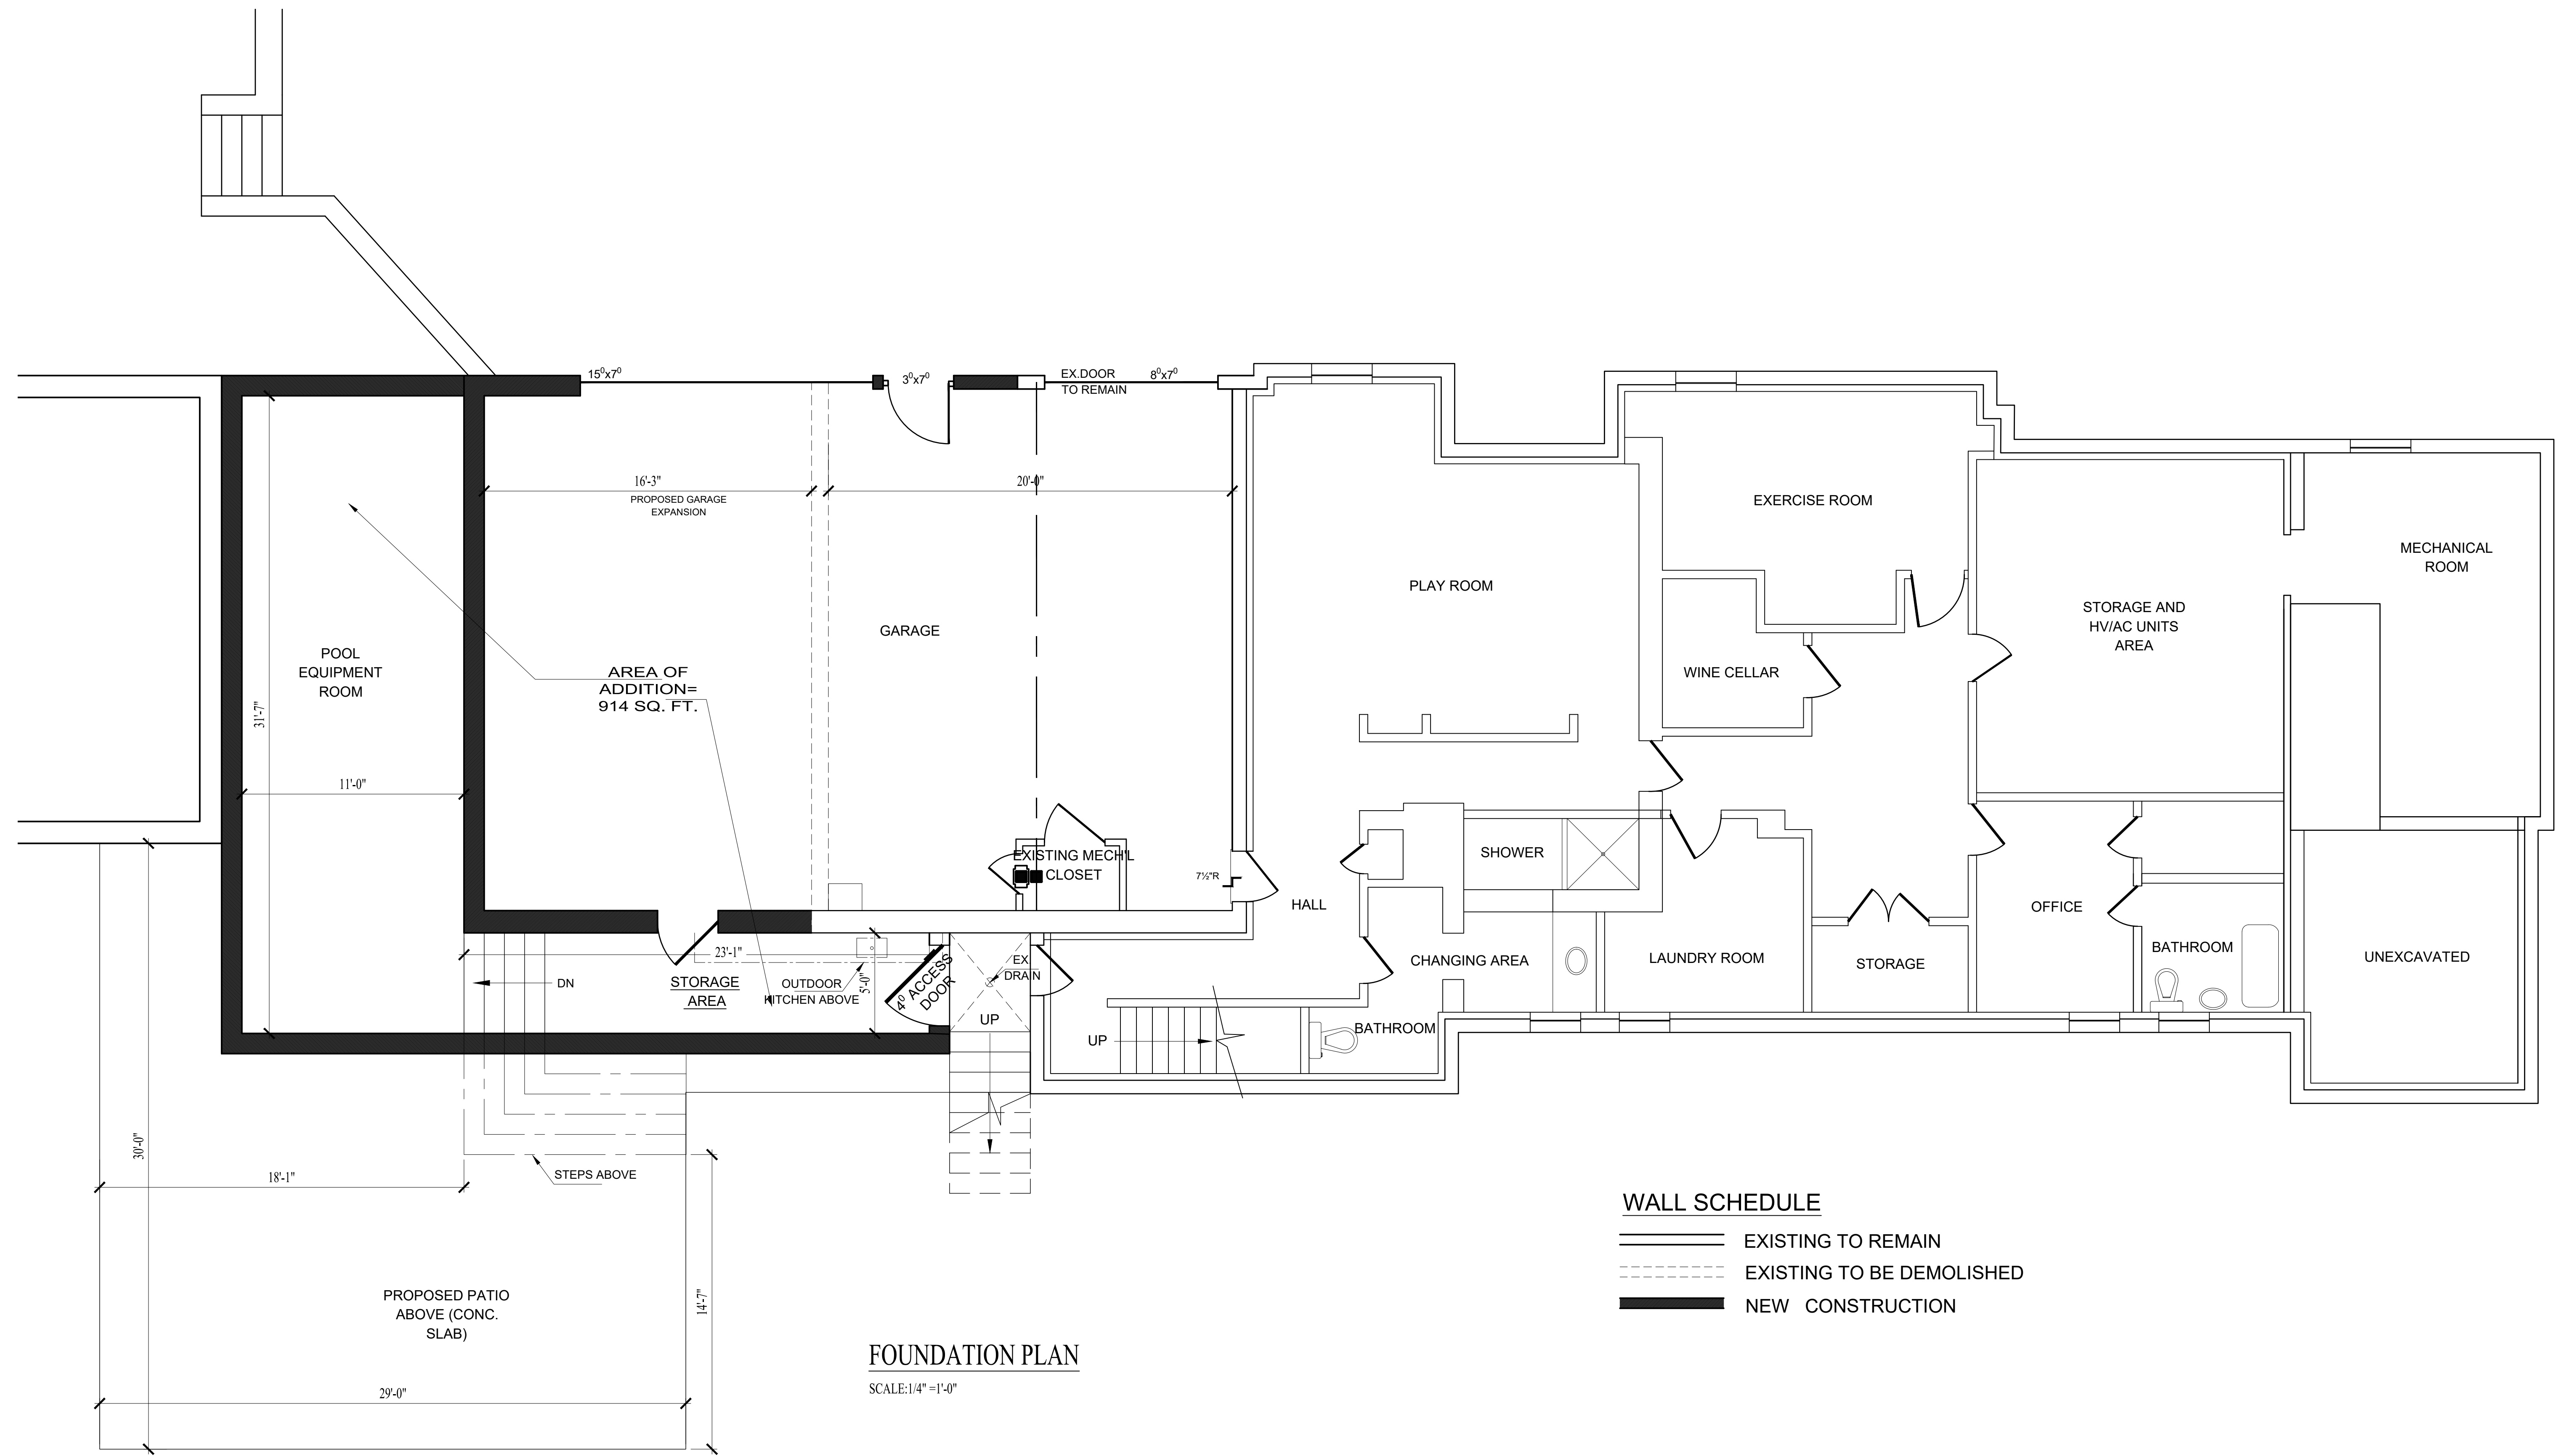 15⁰x7⁰
3⁰x7⁰
EX.DOOR
TO REMAIN
8⁰x7⁰
16'-3"
PROPOSED GARAGE
EXPANSION
20'-0"
EXERCISE ROOM
MECHANICAL
ROOM
PLAY ROOM
STORAGE AND
HV/AC UNITS
AREA
GARAGE
POOL
EQUIPMENT
ROOM
AREA OF
ADDITION=
914 SQ. FT.
WINE CELLAR
31'-7"
11'-0"
EXISTING MECH'L
CLOSET
7½"R
SHOWER
HALL
OFFICE
BATHROOM
UNEXCAVATED
23'-1"
EX
DRAIN
CHANGING AREA
LAUNDRY ROOM
STORAGE
DN
STORAGE
AREA
OUTDOOR
KITCHEN ABOVE
5'-0"
4⁰ ACCESS
DOOR
UP
UP
BATHROOM
30'-0"
18'-1"
STEPS ABOVE
WALL SCHEDULE
EXISTING TO REMAIN
EXISTING TO BE DEMOLISHED
NEW CONSTRUCTION
PROPOSED PATIO
ABOVE (CONC.
SLAB)
14'-7"
29'-0"
FOUNDATION PLAN
SCALE:1/4" =1'-0"